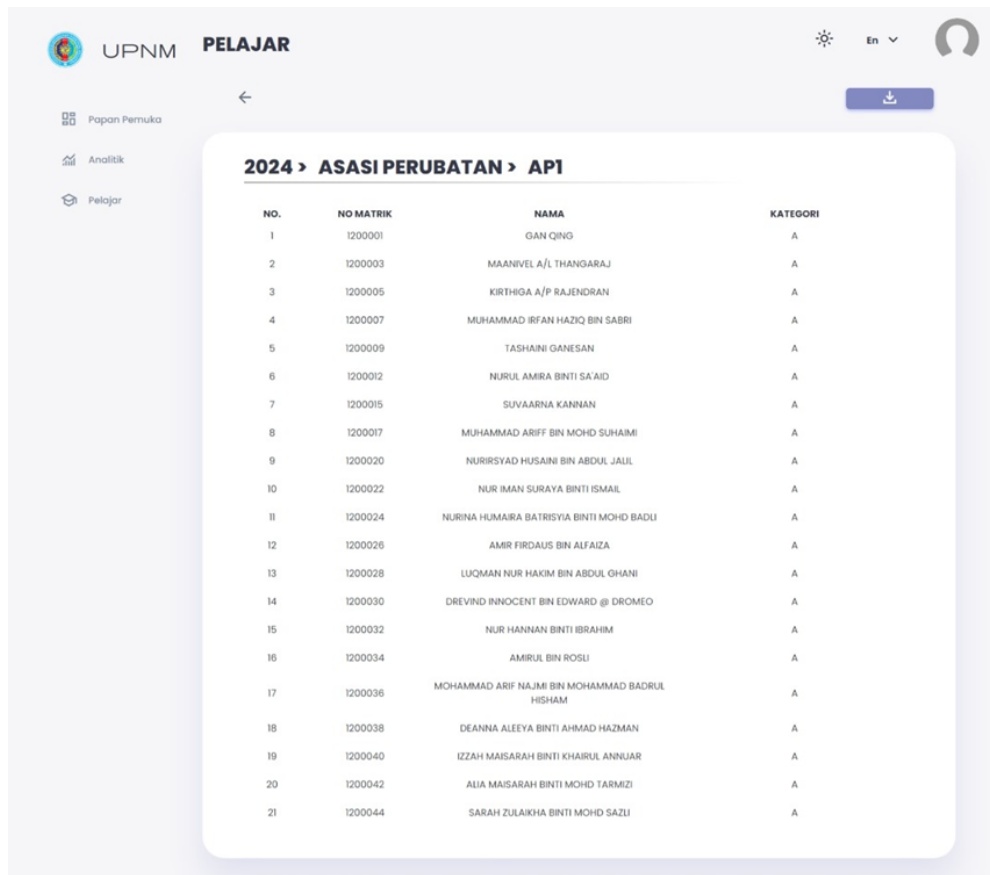 UPNM
PELAJAR
En
Papan Pemuka
Analitik
Pelajar
2024 > ASASI PERUBATAN > AP1
NO. NO MATRIK NAMA KATEGORI
1 1200001 GAN QING A
2 1200003 MAANIVEL A/L THANGARAJ A
3 1200005 KIRTHIGA A/P RAJENDRAN A
4 1200007 MUHAMMAD IRFAN HAZIQ BIN SABRI A
5 1200009 TASHAINI GANESAN A
6 1200012 NURUL AMIRA BINTI SA'AID A
7 1200015 SUVAARNA KANNAN A
8 1200017 MUHAMMAD ARIFF BIN MOHD SUHAIMI A
9 1200020 NURIRSYAD HUSAINI BIN ABDUL JALIL A
10 1200022 NUR IMAN SURAYA BINTI ISMAIL A
11 1200024 NURINA HUMAIRA BATRISYIA BINTI MOHD BADLI A
12 1200026 AMIR FIRDAUS BIN ALFAIZA A
13 1200028 LUQMAN NUR HAKIM BIN ABDUL GHANI A
14 1200030 DREVIND INNOCENT BIN EDWARD @ DROMEO A
15 1200032 NUR HANNAN BINTI IBRAHIM A
16 1200034 AMIRUL BIN ROSLI A
17 1200036 MOHAMMAD ARIF NAJMI BIN MOHAMMAD BADRUL A
HISHAM
18 1200038 DEANNA ALEEYA BINTI AHMAD HAZMAN A
19 1200040 IZZAH MAISARAH BINTI KHAIRUL ANNUAR A
20 1200042 ALIA MAISARAH BINTI MOHD TARMIZI A
21 1200044 SARAH ZULAIKHA BINTI MOHD SAZLI A